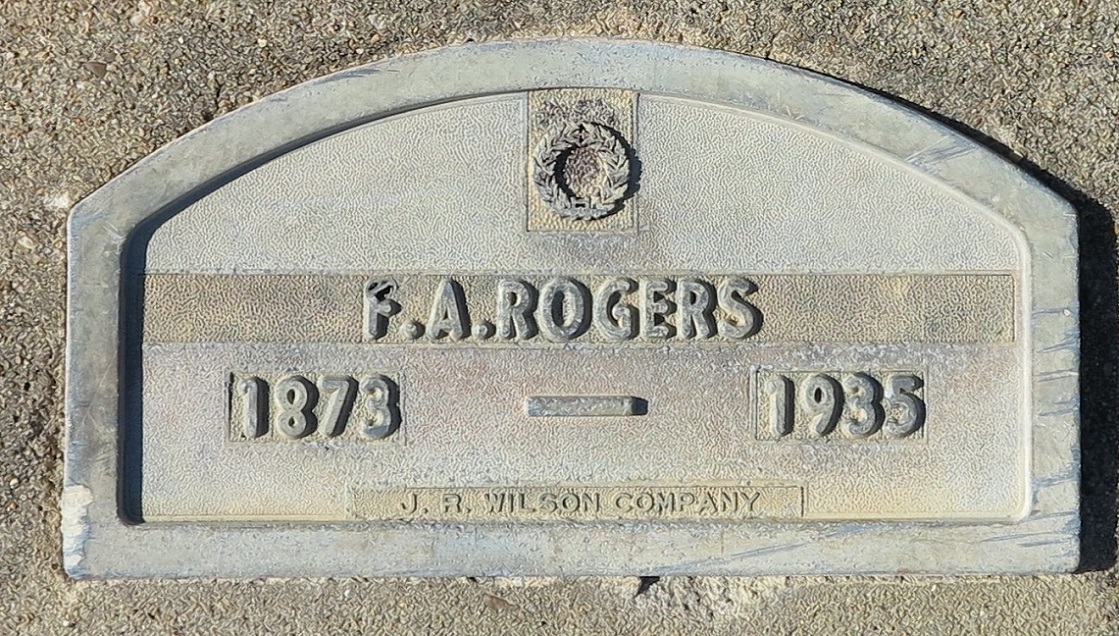 F.A.ROGERS
1873 — 1935
J. R. WILSON COMPANY